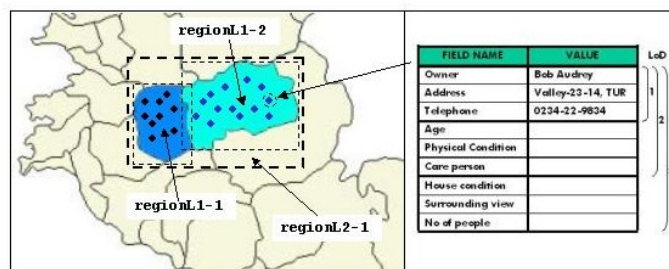 regionL1-2
regionL1-1
regionL2-1
FIELD NAME VALUE LoD
Owner Bob Audrey
Address Valley-23-14, TUR
Telephone 0234-22-9834
1
2
Age
Physical Condition
Care person
House condition
Surrounding view
No of people